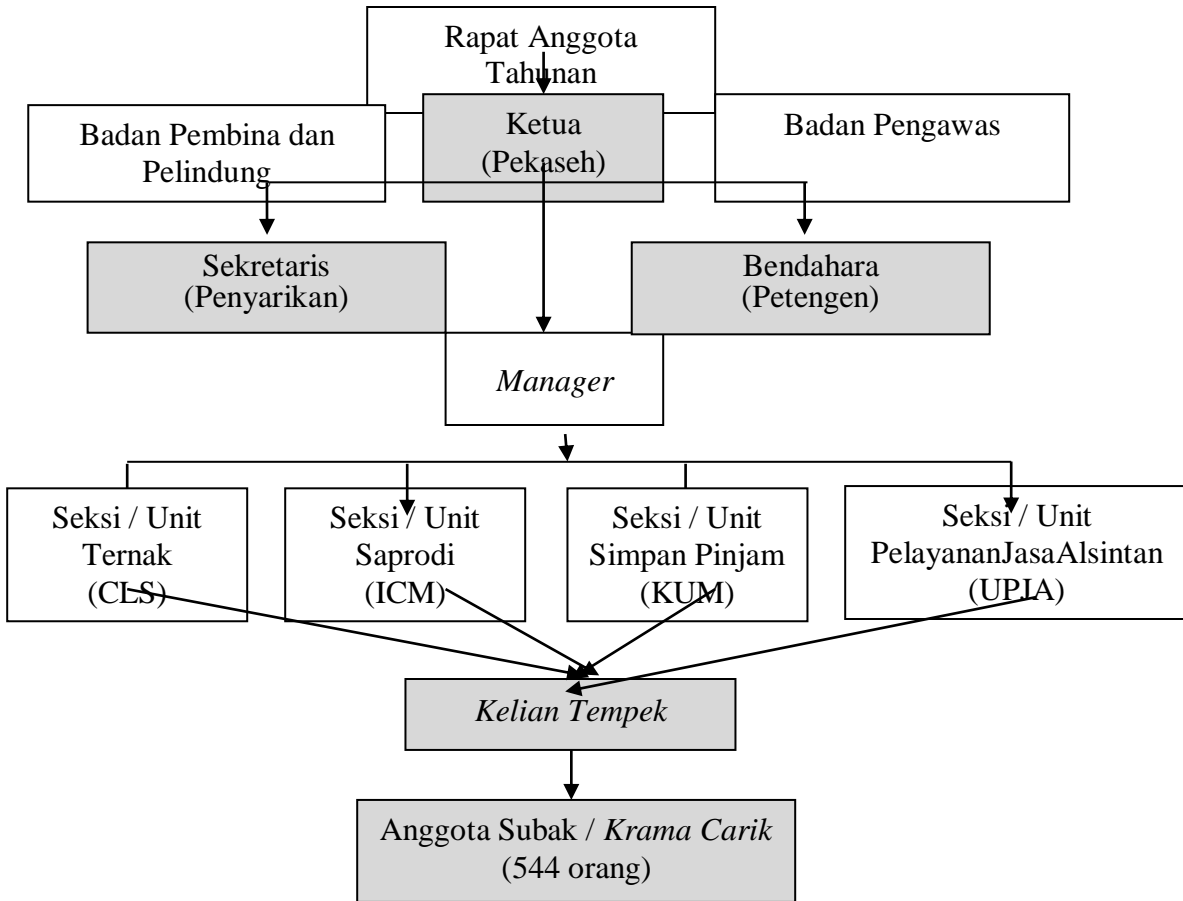 Rapat Anggota
Tahunan
Badan Pembina dan
Pelindung
Ketua
(Pekaseh)
Badan Pengawas
Sekretaris
(Penyarikan)
Bendahara
(Petengen)
Manager
Seksi / Unit
Ternak
(CLS)
Seksi / Unit
Saprodi
(ICM)
Seksi / Unit
Simpan Pinjam
(KUM)
Seksi / Unit
PelayananJasaAlsintan
(UPJA)
Kelian Tempek
Anggota Subak / Krama Carik
(544 orang)